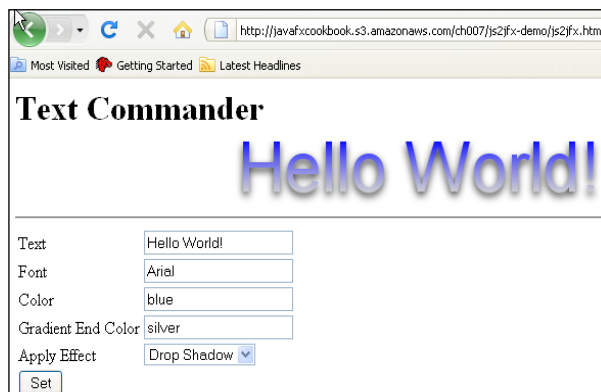 http://javafxcookbook.s3.amazonaws.com/ch007/js2jfx-demo/js2jfx.htm
Most Visited Getting Started Latest Headlines
Text Commander
Hello World!
Text Hello World!
Font Arial
Color blue
Gradient End Color silver
Apply Effect Drop Shadow
Set